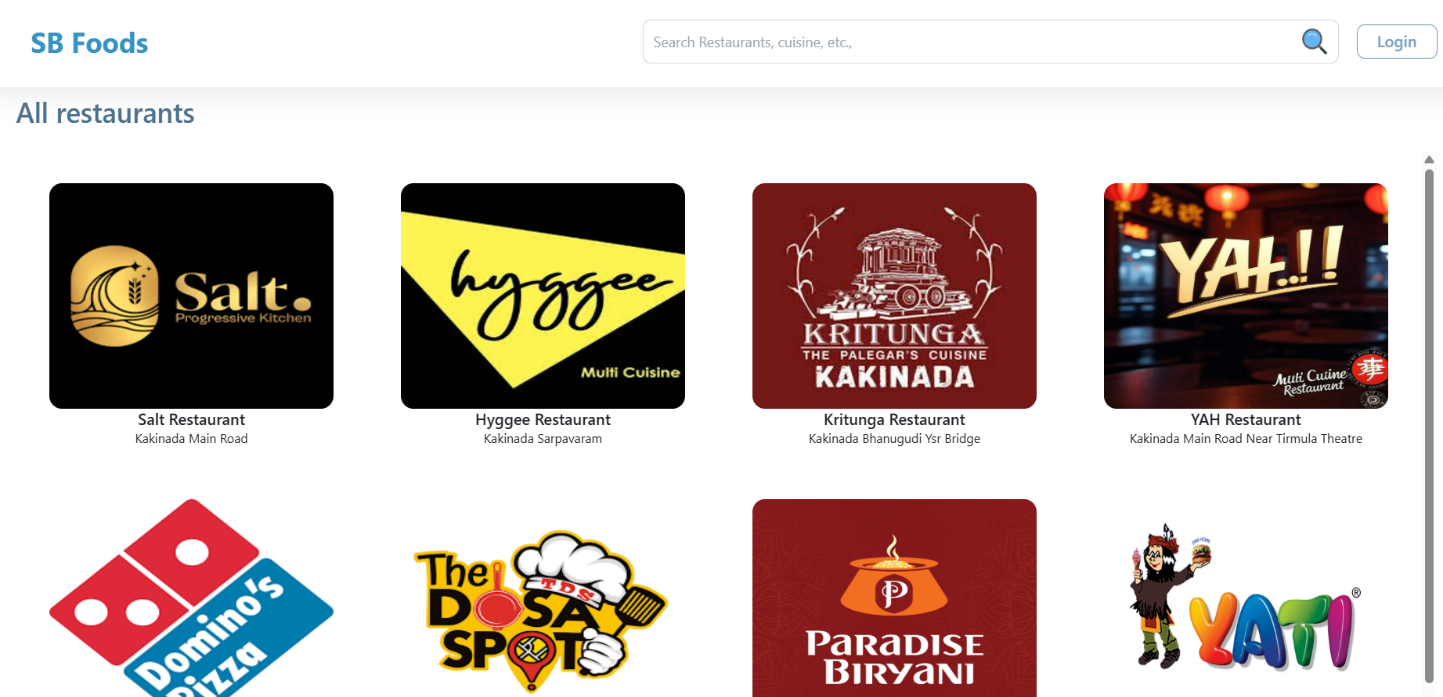 SB Foods
Search Restaurants, cuisine, etc.,
Login
All restaurants
Salt.
Progressive Kitchen
hyggee
Multi Cuisine
KRITUNGA
THE PALEGAR'S CUISINE
KAKINADA
YAH..!!
Multi Cuisine
Restaurant
Salt Restaurant
Kakinada Main Road
Hyggee Restaurant
Kakinada Sarpavaram
Kritunga Restaurant
Kakinada Bhanugudi Ysr Bridge
YAH Restaurant
Kakinada Main Road Near Tirmula Theatre
Domino's
Pizza
The
TDS
DOSA
SPOT
P
PARADISE
BIRYANI
YATI®